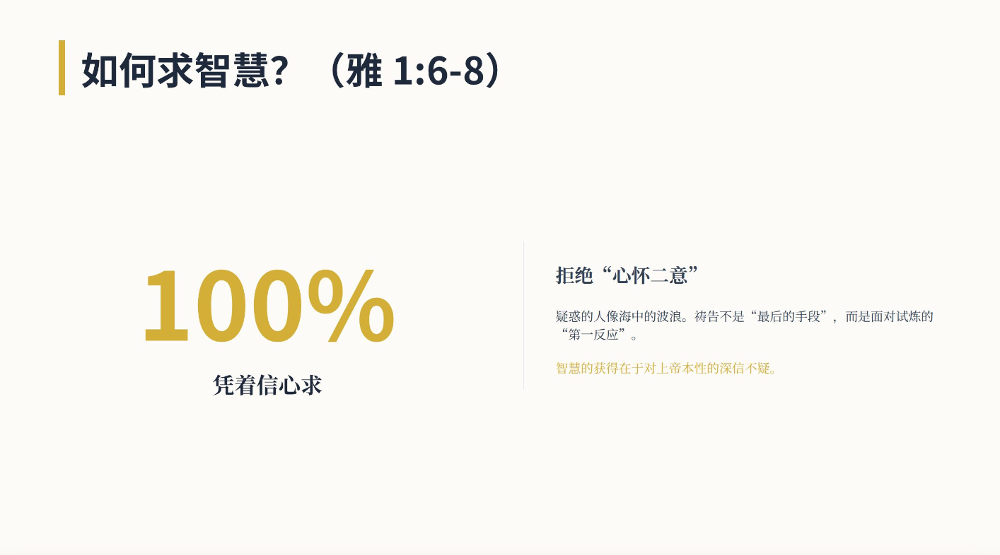 如何求智慧？（雅 1:6-8）
100%
凭着信心求
拒绝“心怀二意”
疑惑的人像海中的波浪。祷告不是“最后的手段”，而是面对试炼的
“第一反应”。
智慧的获得在于对上帝本性的深信不疑。